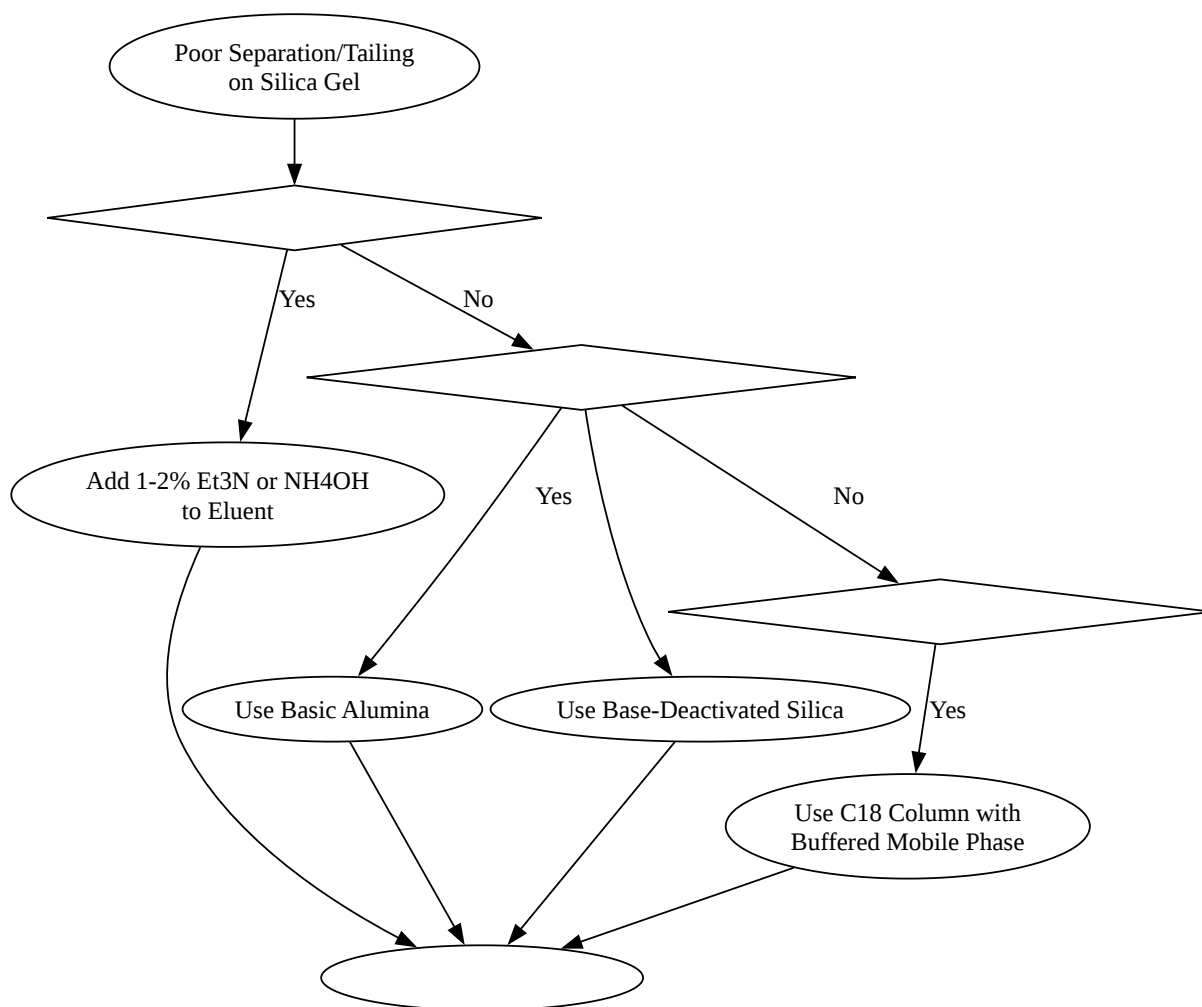 Poor Separation/Tailing
on Silica Gel
Yes
No
Add 1-2% Et3N or NH4OH
to Eluent
Yes
No
Use Basic Alumina
Use Base-Deactivated Silica
Yes
Use C18 Column with
Buffered Mobile Phase